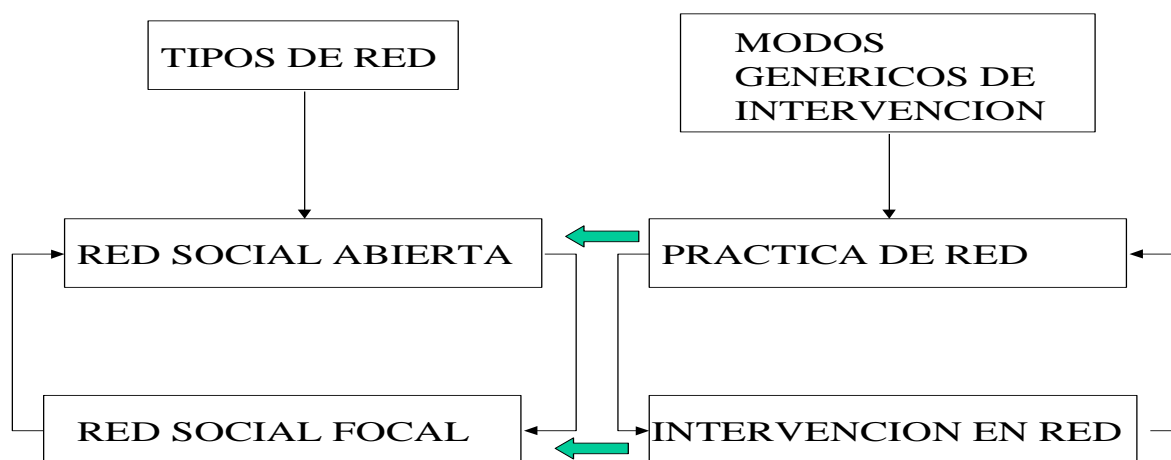 TIPOS DE RED
MODOS
GENERICOS DE
INTERVENCION
RED SOCIAL ABIERTA
PRACTICA DE RED
RED SOCIAL FOCAL
INTERVENCION EN RED